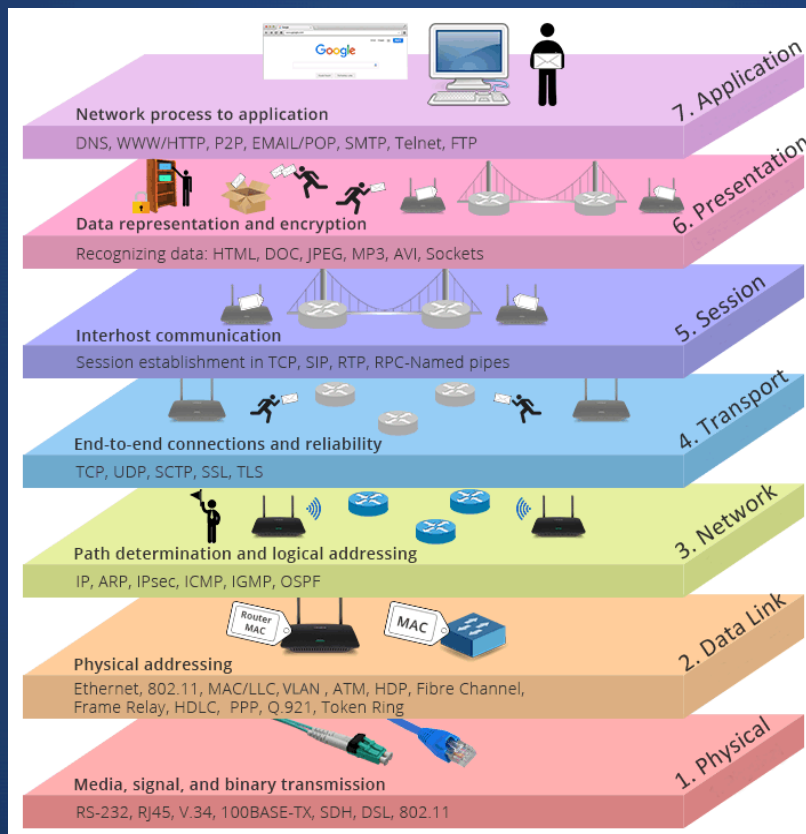 Google
7. Application
Network process to application
DNS, WWW/HTTP, P2P, EMAIL/POP, SMTP, Telnet, FTP
6. Presentation
Data representation and encryption
Recognizing data: HTML, DOC, JPEG, MP3, AVI, Sockets
5. Session
Interhost communication
Session establishment in TCP, SIP, RTP, RPC-Named pipes
4. Transport
End-to-end connections and reliability
TCP, UDP, SCTP, SSL, TLS
3. Network
Path determination and logical addressing
IP, ARP, IPsec, ICMP, IGMP, OSPF
2. Data Link
Router
MAC
MAC
Physical addressing
Ethernet, 802.11, MAC/LLC, VLAN , ATM, HDP, Fibre Channel,
Frame Relay, HDLC,  PPP, Q.921, Token Ring
1. Physical
Media, signal, and binary transmission
RS-232, RJ45, V.34, 100BASE-TX, SDH, DSL, 802.11